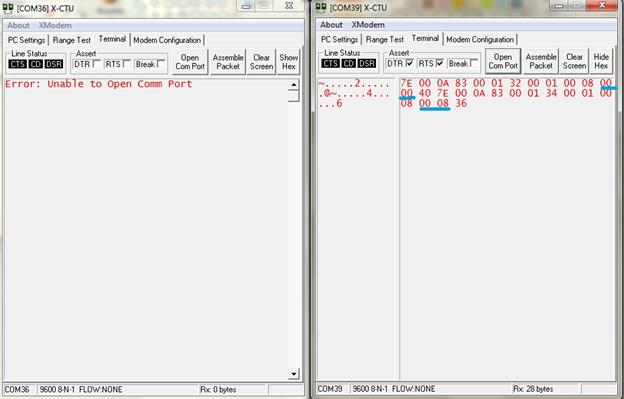 [COM36] X-CTU
About XModem
PC Settings Range Test Terminal Modem Configuration
Line Status
CTS CD DSR
Assert
DTR RTS Break
Open Com Port
Assemble Packet
Clear Screen
Show Hex
Error: Unable to Open Comm Port
COM36 9600 8-N-1 FLOW:NONE Rx: 0 bytes
[COM39] X-CTU
About XModem
PC Settings Range Test Terminal Modem Configuration
Line Status
CTS CD DSR
Assert
DTR RTS Break
Open Com Port
Assemble Packet
Clear Screen
Hide Hex
~.....2..... 7E 00 0A 83 00 01 32 00 01 00 08 00
.@~.....4... 00 40 7E 00 0A 83 00 01 34 00 01 00
...6 08 00 08 36
COM39 9600 8-N-1 FLOW:NONE Rx: 28 bytes